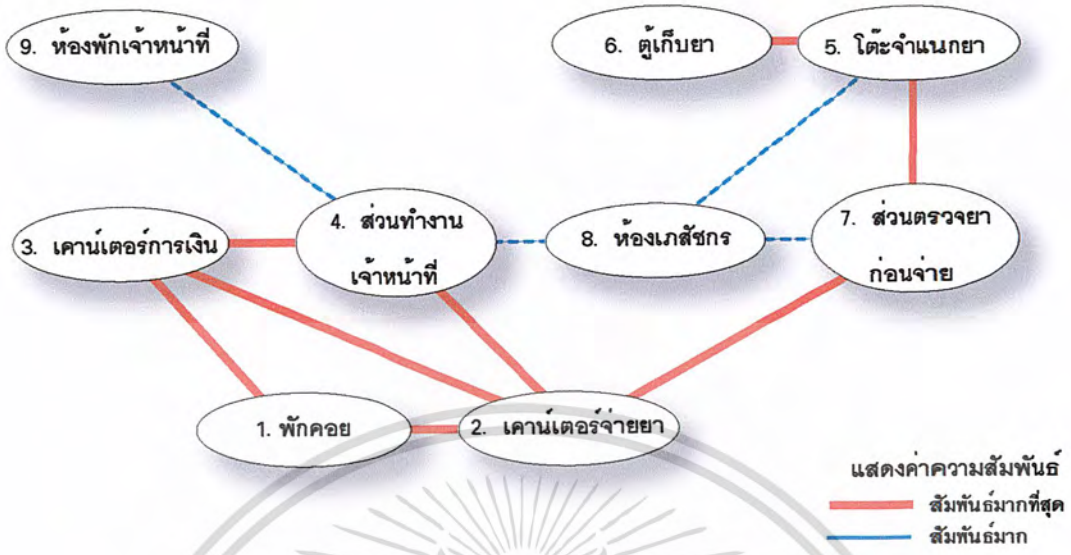 9. ห้องพักเจ้าหน้าที่
6. ตู้เก็บยา
5. โต๊ะจำแนกยา
3. เคาน์เตอร์การเงิน
4. ส่วนทำงาน
เจ้าหน้าที่
8. ห้องเภสัชกร
7. ส่วนตรวจยา
ก่อนจ่าย
1. พักคอย
2. เคาน์เตอร์จ่ายยา
แสดงค่าความสัมพันธ์
สัมพันธ์มากที่สุด
สัมพันธ์มาก